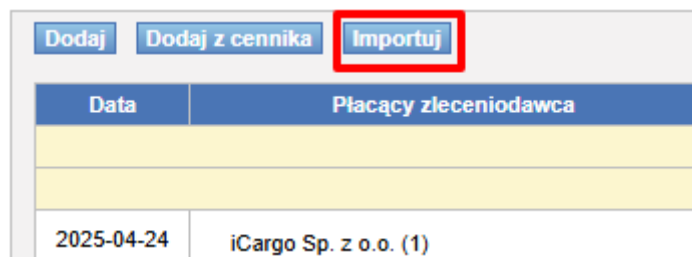 Dodaj Dodaj z cennika Importuj
Data Płacący zleceniodawca
2025-04-24 iCargo Sp. z o.o. (1)